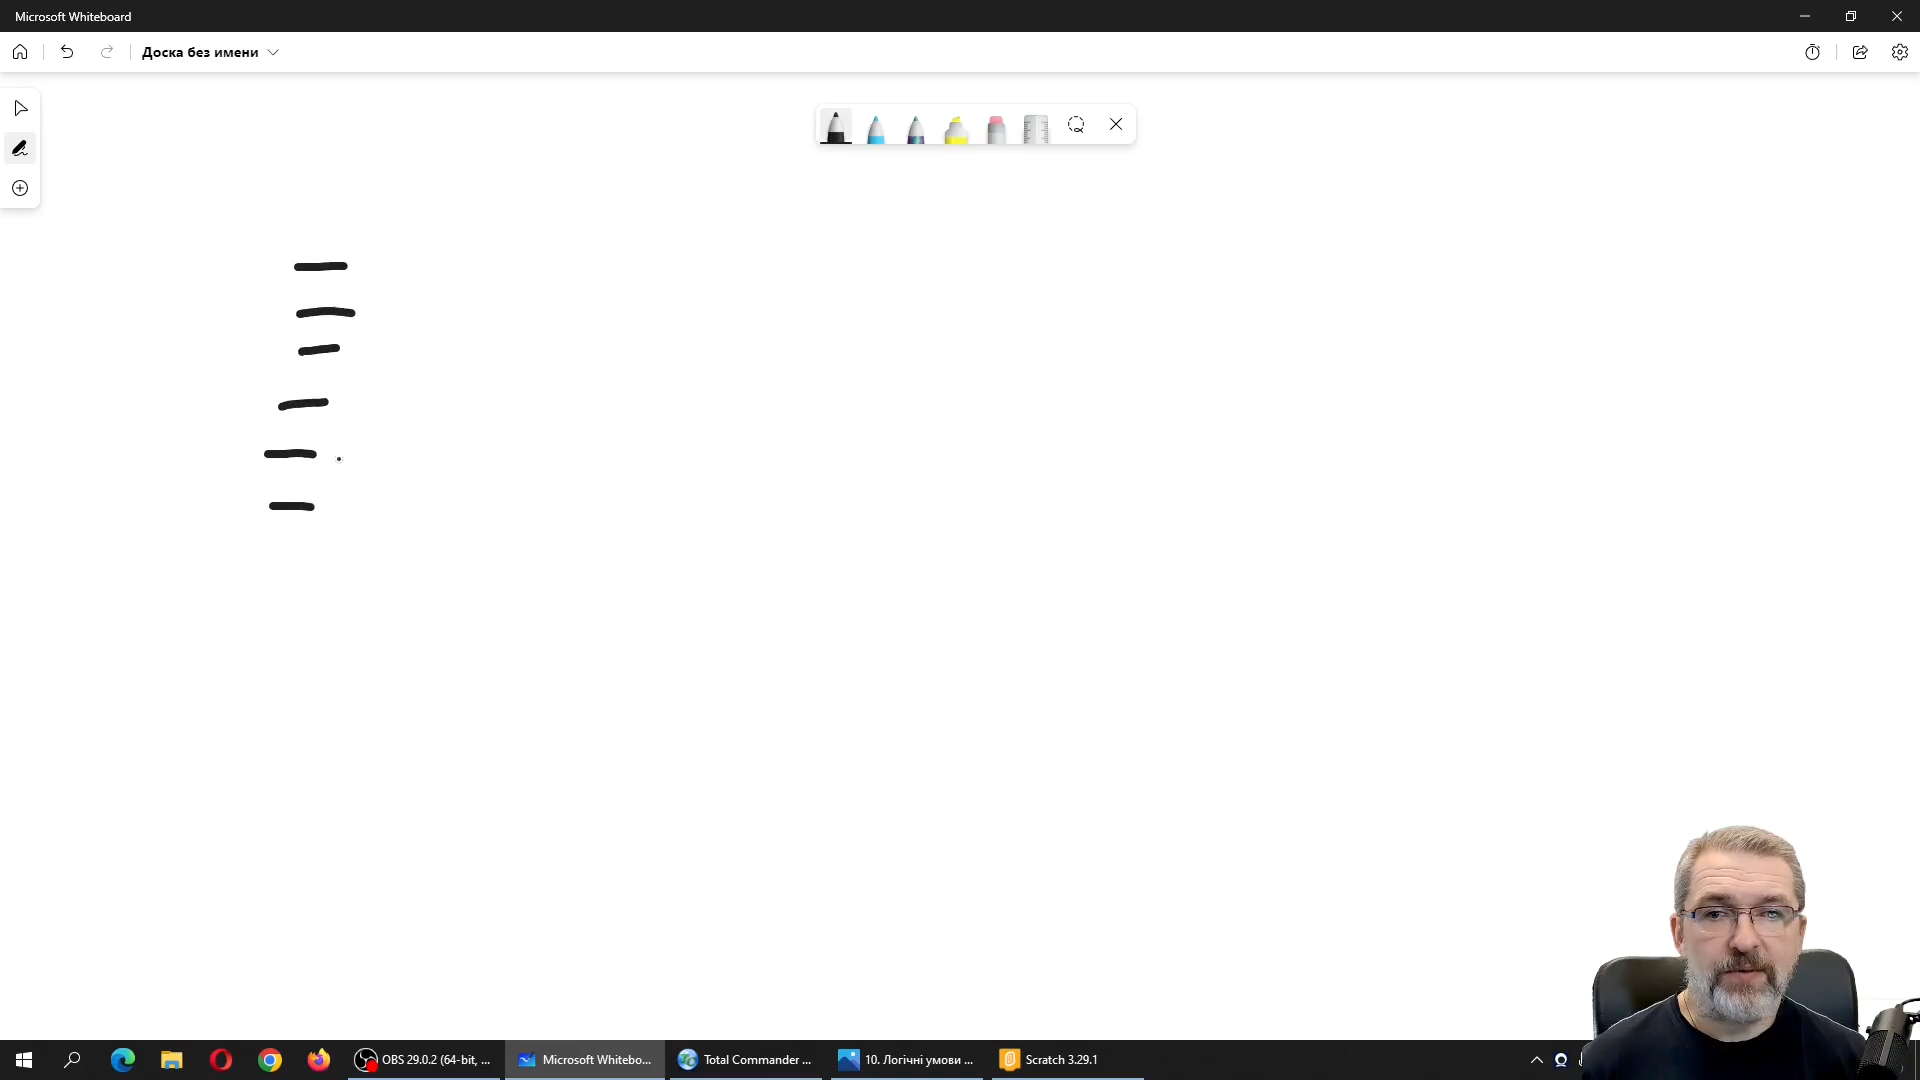 Microsoft Whiteboard
Доска без имени
OBS 29.0.2 (64-bit, ...
Microsoft Whitebo...
Total Commander ...
10. Логічні умови ...
Scratch 3.29.1